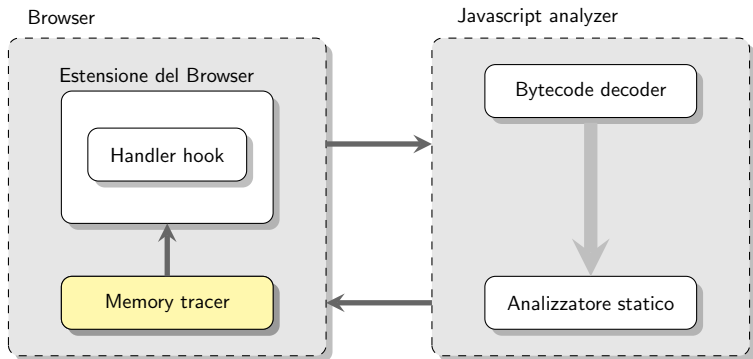 Browser
Javascript analyzer
Estensione del Browser
Handler hook
Memory tracer
Bytecode decoder
Analizzatore statico